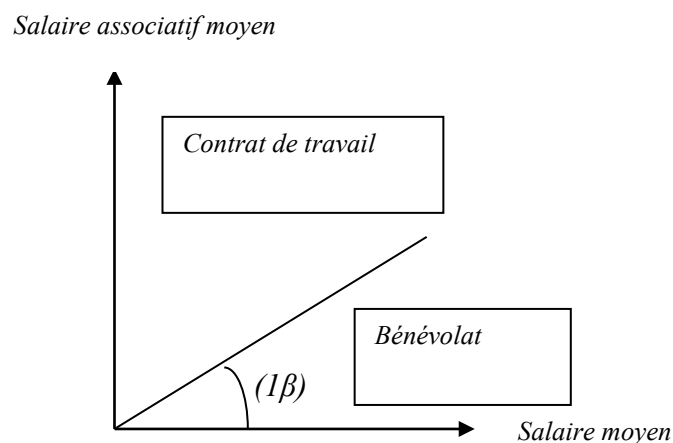 Salaire associatif moyen
Contrat de travail
Bénévolat
(1β)
Salaire moyen